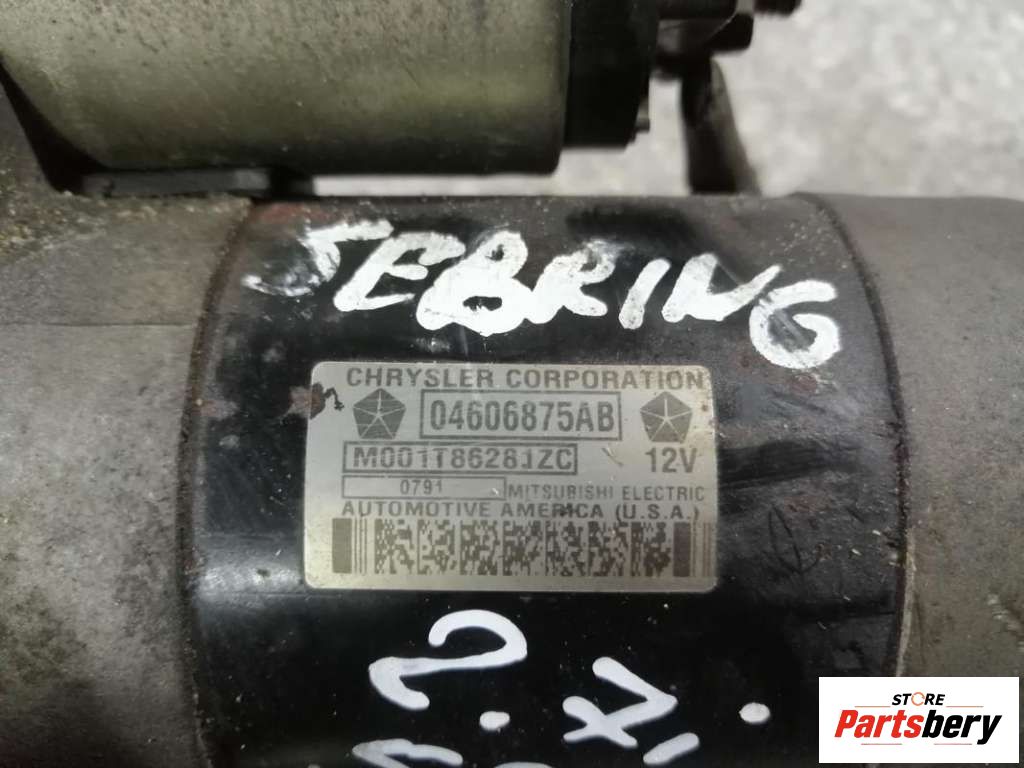 SEBRING
CHRYSLER CORPORATION
04606875AB
M001T86281ZC 12V
0791 MITSUBISHI ELECTRIC
AUTOMOTIVE AMERICA (U.S.A.)
2.7i
STORE
Partsbery